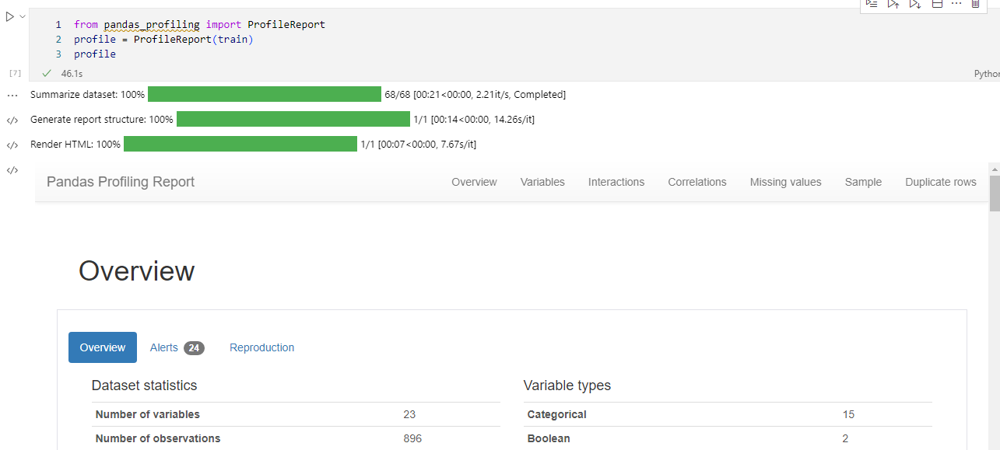 1 from pandas_profiling import ProfileReport
2 profile = ProfileReport(train)
3 profile
[7] 46.1s
Summarize dataset: 100% 68/68 [00:21<00:00, 2.21it/s, Completed]
Generate report structure: 100% 1/1 [00:14<00:00, 14.26s/it]
Render HTML: 100% 1/1 [00:07<00:00, 7.67s/it]
Pandas Profiling Report Overview Variables Interactions Correlations Missing values Sample Duplicate rows
Overview
Overview Alerts 24 Reproduction
Dataset statistics Variable types
Number of variables 23 Categorical 15
Number of observations 896 Boolean 2